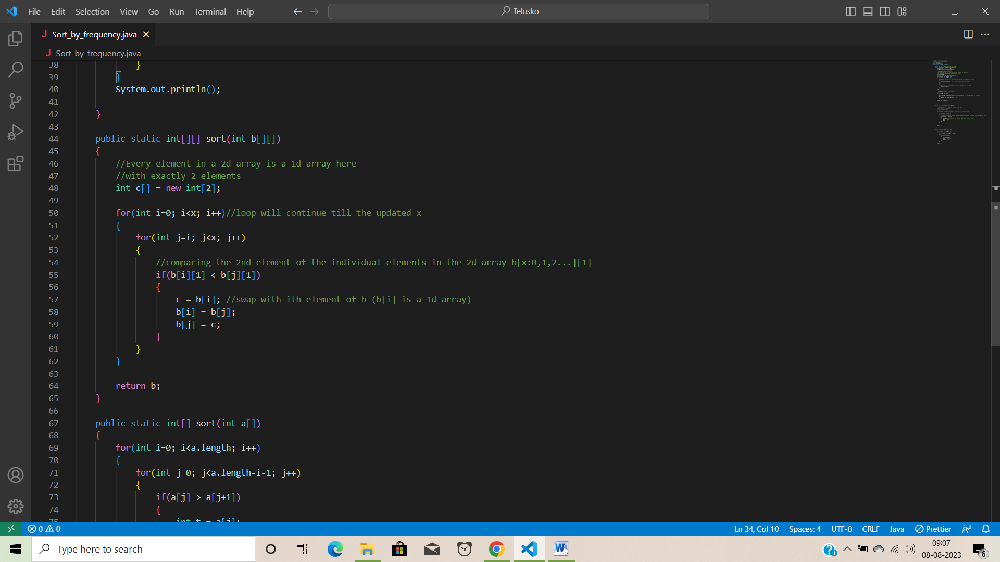 File Edit Selection View Go Run Terminal Help
Telusko
J Sort_by_frequency.java
J Sort_by_frequency.java
38 }
39 }
40 System.out.println();
41
42 }
43
44 public static int[][] sort(int b[][])
45 {
46 //Every element in a 2d array is a 1d array here
47 //with exactly 2 elements
48 int c[] = new int[2];
49
50 for(int i=0; i<x; i++)//loop will continue till the updated x
51 {
52 for(int j=i; j<x; j++)
53 {
54 //comparing the 2nd element of the individual elements in the 2d array b[x:0,1,2...][1]
55 if(b[i][1] < b[j][1])
56 {
57 c = b[i]; //swap with ith element of b (b[i] is a 1d array)
58 b[i] = b[j];
59 b[j] = c;
60 }
61 }
62 }
63
64 return b;
65 }
66
67 public static int[] sort(int a[])
68 {
69 for(int i=0; i<a.length; i++)
70 {
71 for(int j=0; j<a.length-i-1; j++)
72 {
73 if(a[j] > a[j+1])
74 {
75 int t = a[j];
0 0 Ln 34, Col 10 Spaces: 4 UTF-8 CRLF Java Prettier
Type here to search
09:07
08-08-2023
6